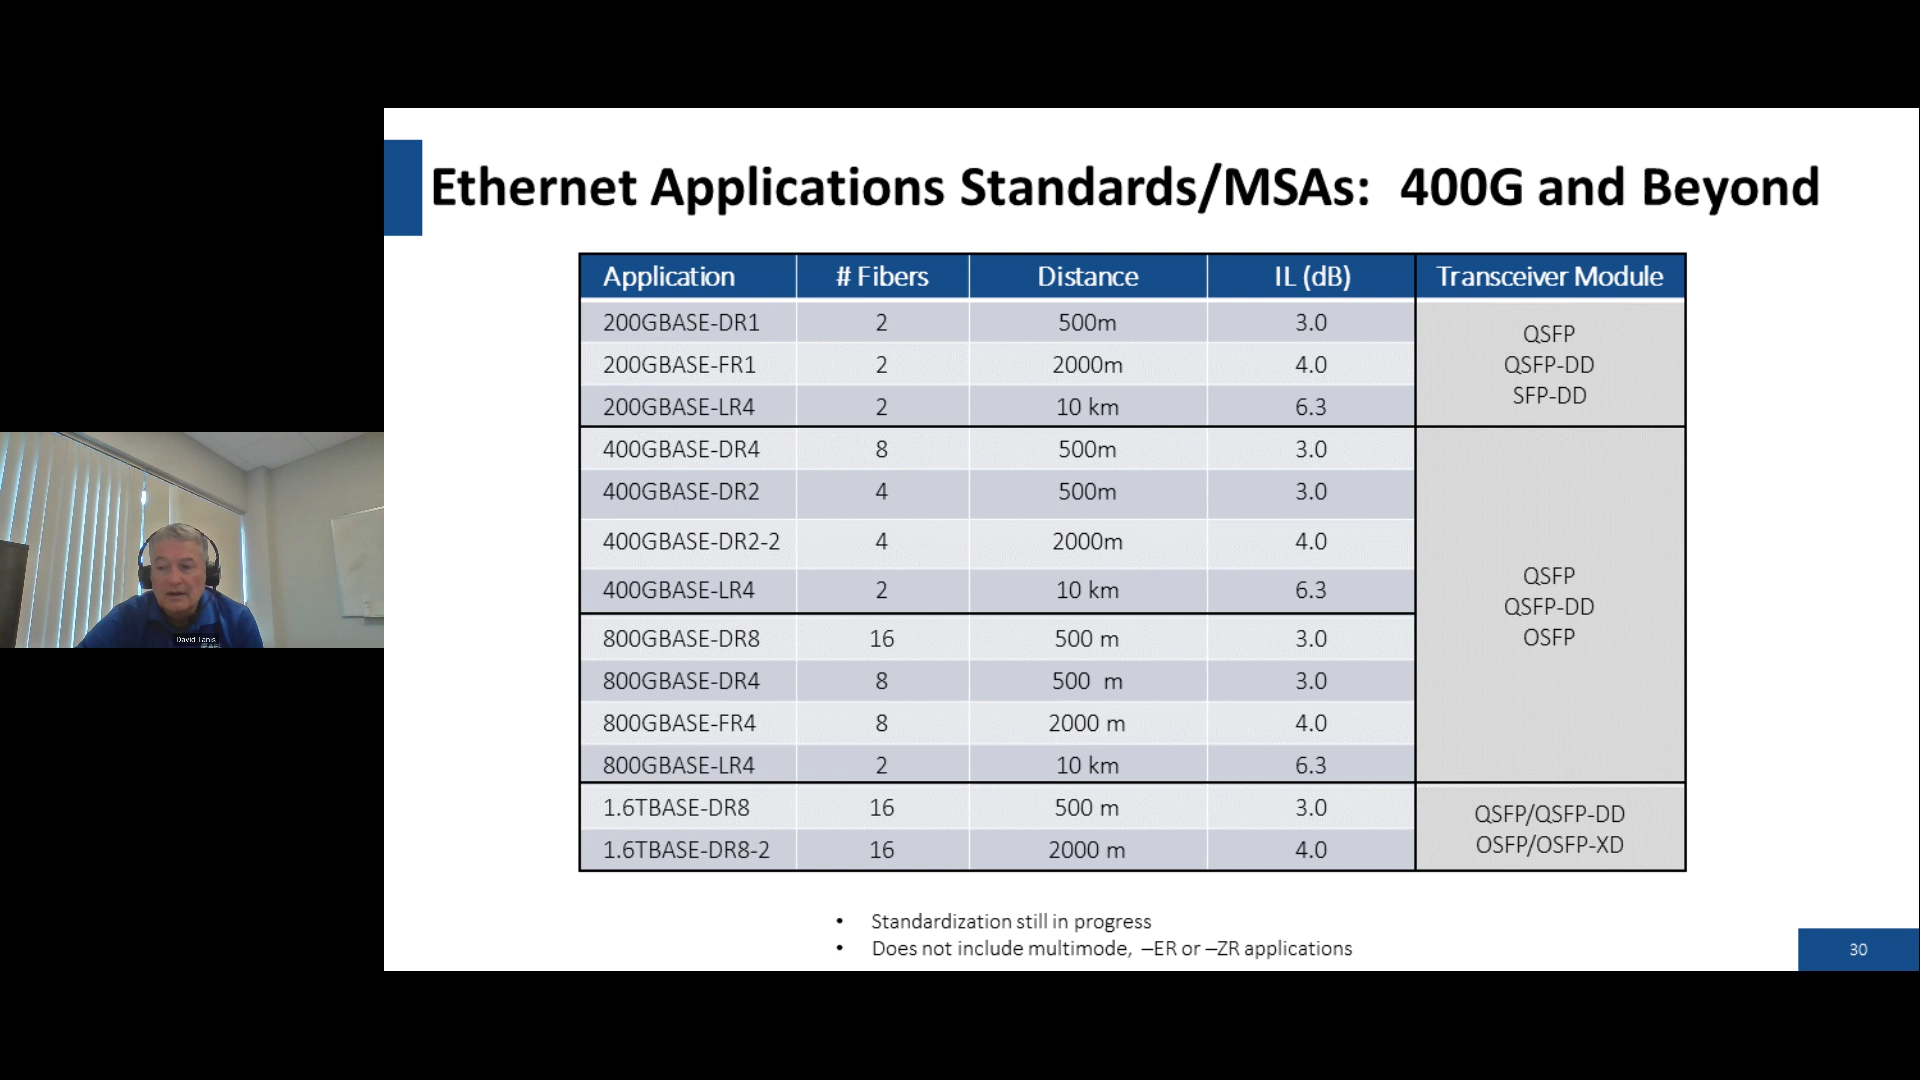 Ethernet Applications Standards/MSAs: 400G and Beyond
Application # Fibers Distance IL (dB) Transceiver Module
200GBASE-DR1 2 500m 3.0
200GBASE-FR1 2 2000m 4.0
200GBASE-LR4 2 10 km 6.3
QSFP
QSFP-DD
SFP-DD
400GBASE-DR4 8 500m 3.0
400GBASE-DR2 4 500m 3.0
400GBASE-DR2-2 4 2000m 4.0
400GBASE-LR4 2 10 km 6.3
800GBASE-DR8 16 500 m 3.0
800GBASE-DR4 8 500 m 3.0
800GBASE-FR4 8 2000 m 4.0
800GBASE-LR4 2 10 km 6.3
QSFP
QSFP-DD
OSFP
1.6TBASE-DR8 16 500 m 3.0
1.6TBASE-DR8-2 16 2000 m 4.0
QSFP/QSFP-DD
OSFP/OSFP-XD
• Standardization still in progress
• Does not include multimode, –ER or –ZR applications
30
David Tanis